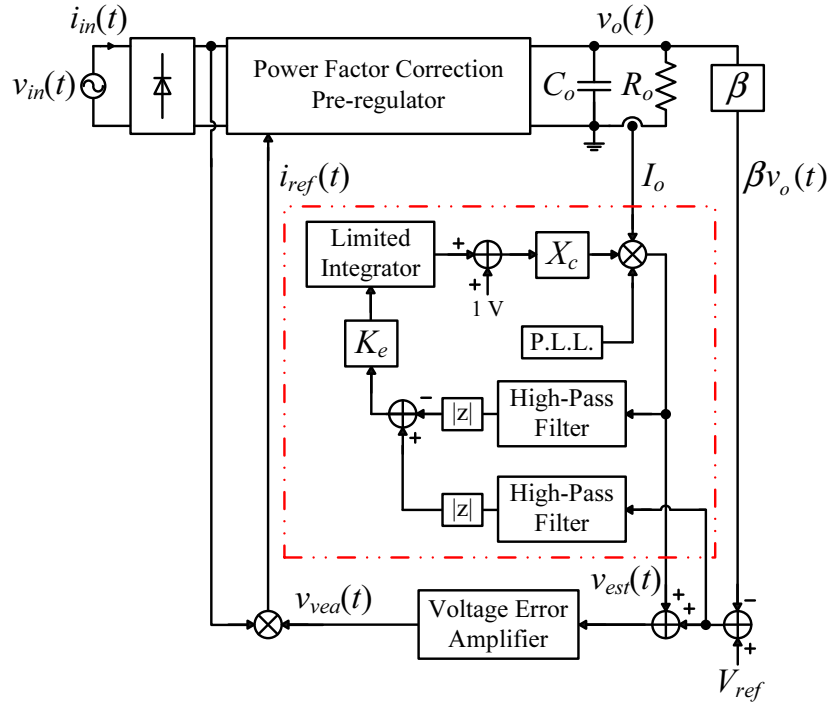 i_in(t)
v_o(t)
v_in(t)
Power Factor Correction
Pre-regulator
C_o
R_o
β
i_ref(t)
I_o
βv_o(t)
Limited
Integrator
+
+
1 V
X_c
P.L.L.
K_e
−
+
|z|
High-Pass
Filter
|z|
High-Pass
Filter
v_vea(t)
Voltage Error
Amplifier
v_est(t)
+
+
−
+
V_ref